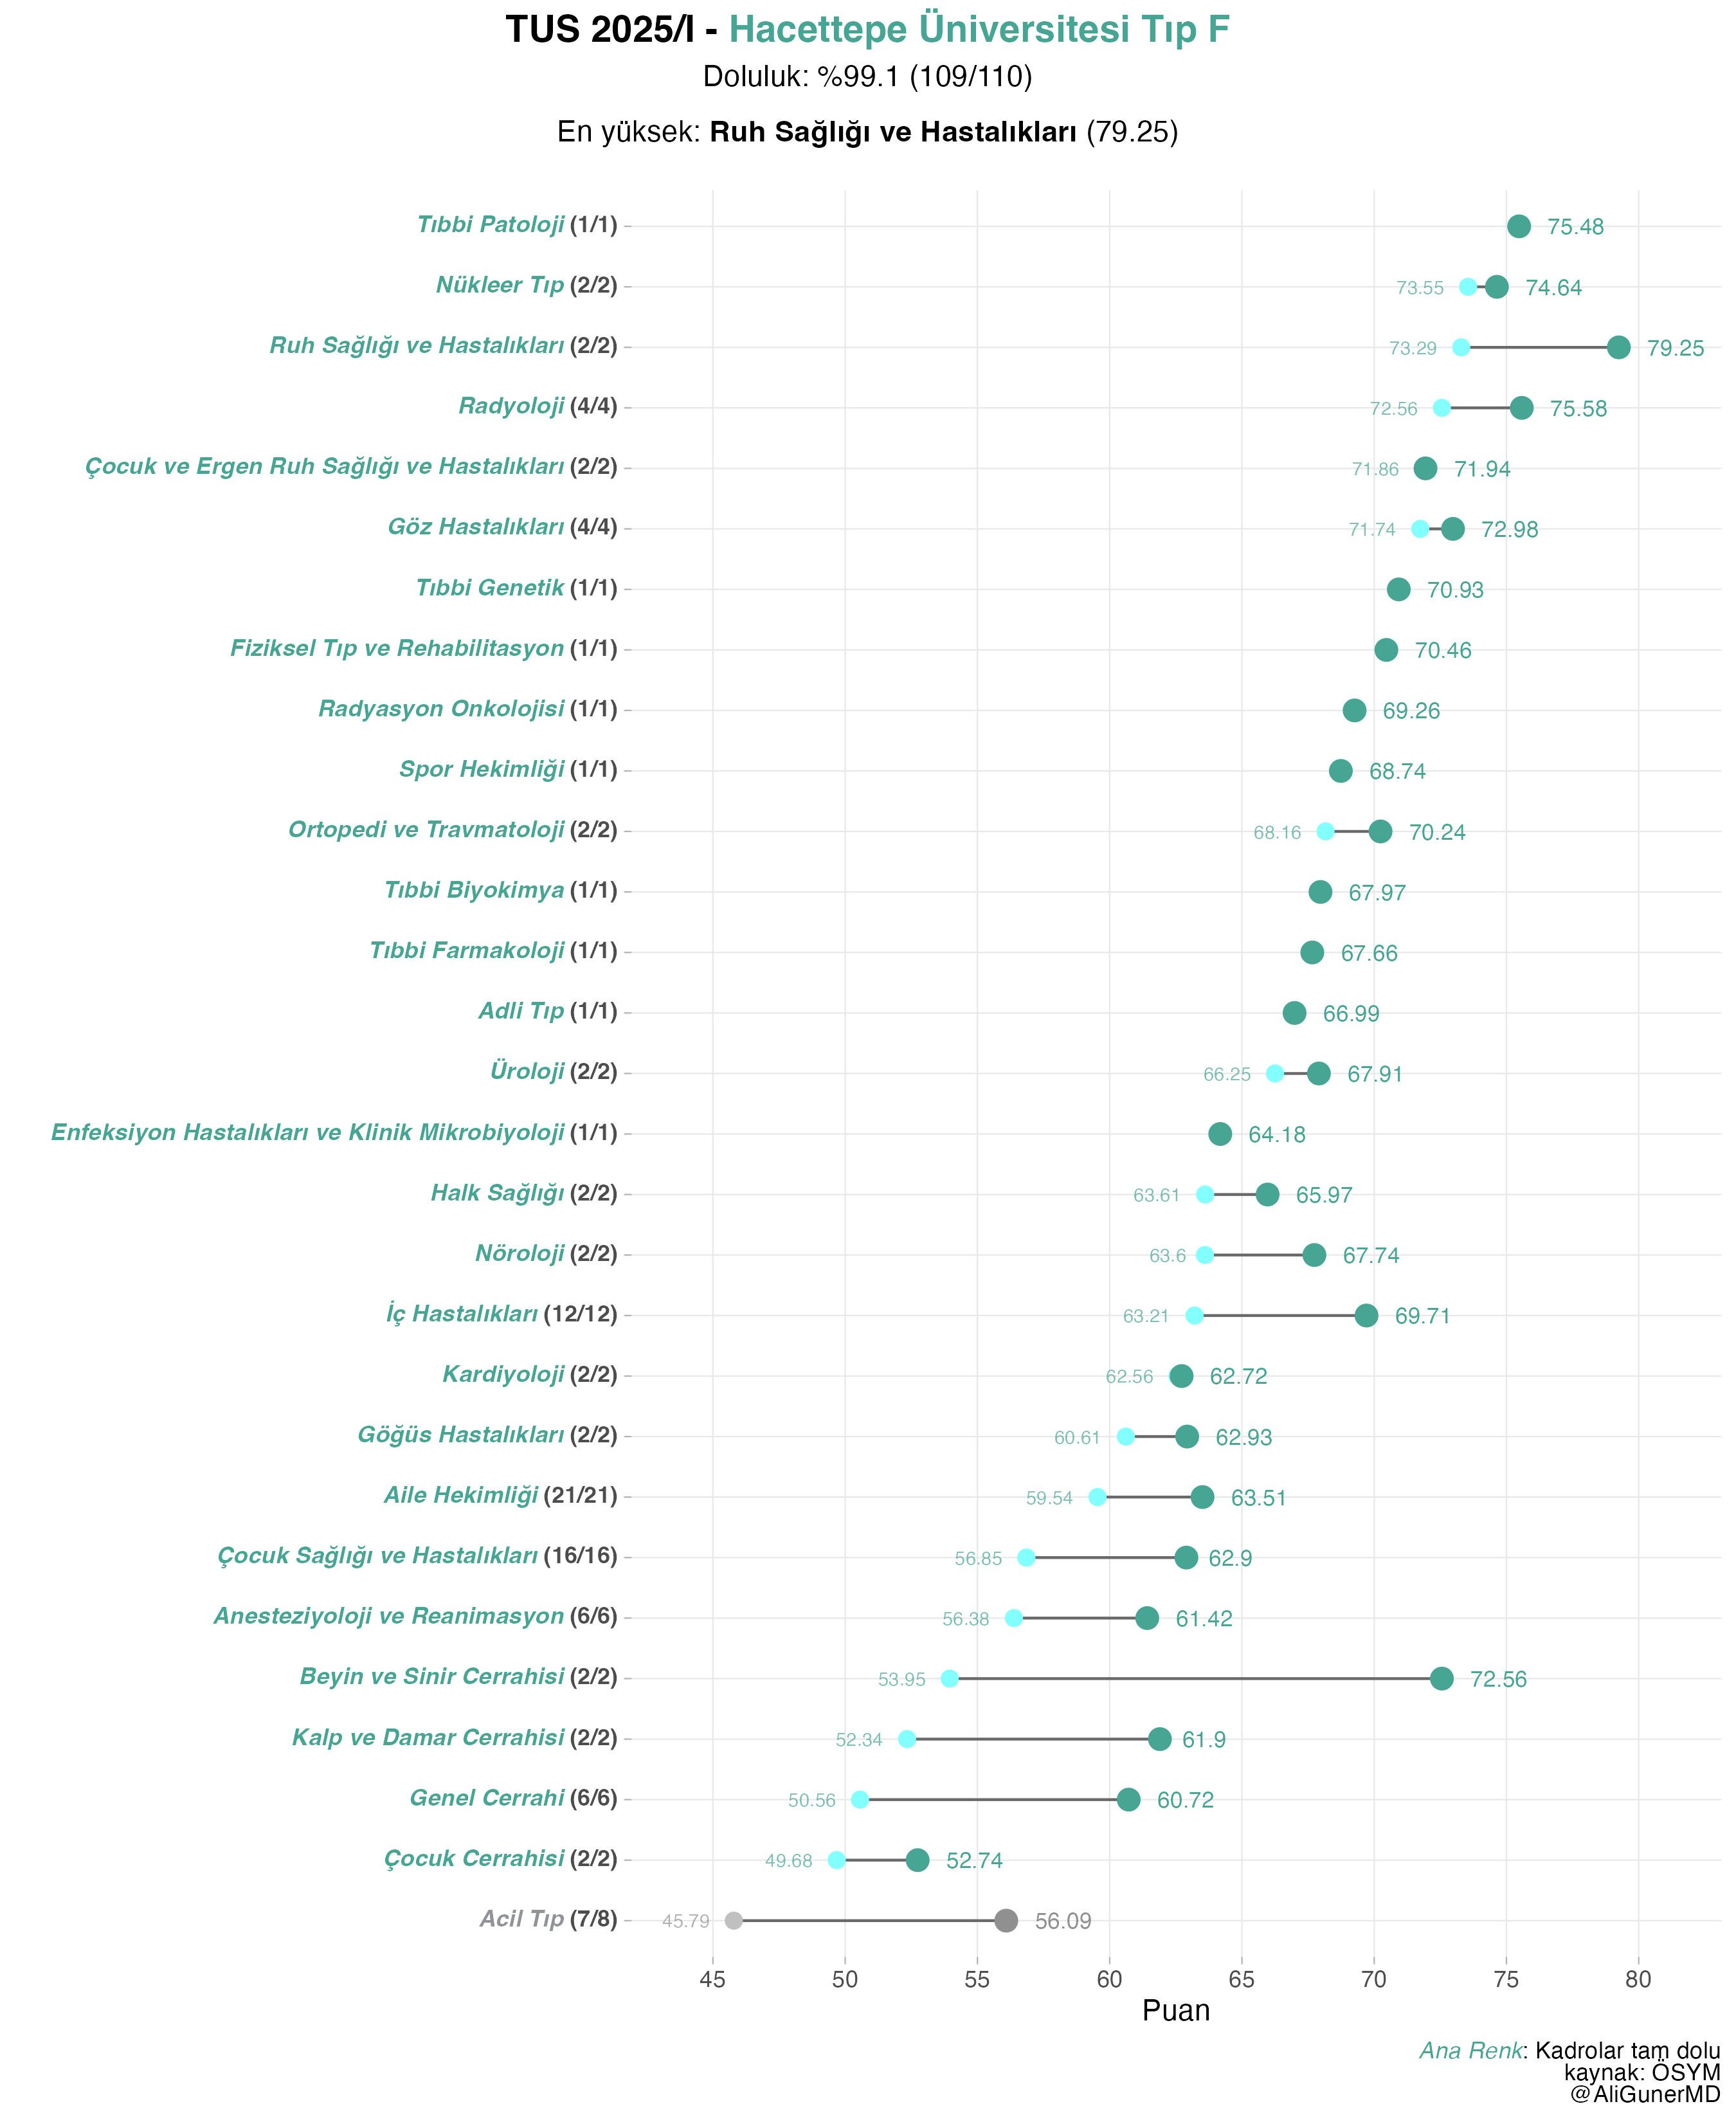 TUS 2025/I - Hacettepe Üniversitesi Tıp F
Doluluk: %99.1 (109/110)
En yüksek: Ruh Sağlığı ve Hastalıkları (79.25)
Tıbbi Patoloji (1/1) 75.48
Nükleer Tıp (2/2) 73.55 74.64
Ruh Sağlığı ve Hastalıkları (2/2) 73.29 79.25
Radyoloji (4/4) 72.56 75.58
Çocuk ve Ergen Ruh Sağlığı ve Hastalıkları (2/2) 71.86 71.94
Göz Hastalıkları (4/4) 71.74 72.98
Tıbbi Genetik (1/1) 70.93
Fiziksel Tıp ve Rehabilitasyon (1/1) 70.46
Radyasyon Onkolojisi (1/1) 69.26
Spor Hekimliği (1/1) 68.74
Ortopedi ve Travmatoloji (2/2) 68.16 70.24
Tıbbi Biyokimya (1/1) 67.97
Tıbbi Farmakoloji (1/1) 67.66
Adli Tıp (1/1) 66.99
Üroloji (2/2) 66.25 67.91
Enfeksiyon Hastalıkları ve Klinik Mikrobiyoloji (1/1) 64.18
Halk Sağlığı (2/2) 63.61 65.97
Nöroloji (2/2) 63.6 67.74
İç Hastalıkları (12/12) 63.21 69.71
Kardiyoloji (2/2) 62.56 62.72
Göğüs Hastalıkları (2/2) 60.61 62.93
Aile Hekimliği (21/21) 59.54 63.51
Çocuk Sağlığı ve Hastalıkları (16/16) 56.85 62.9
Anesteziyoloji ve Reanimasyon (6/6) 56.38 61.42
Beyin ve Sinir Cerrahisi (2/2) 53.95 72.56
Kalp ve Damar Cerrahisi (2/2) 52.34 61.9
Genel Cerrahi (6/6) 50.56 60.72
Çocuk Cerrahisi (2/2) 49.68 52.74
Acil Tıp (7/8) 45.79 56.09
45 50 55 60 65 70 75 80
Puan
Ana Renk: Kadrolar tam dolu
kaynak: ÖSYM
@AliGunerMD